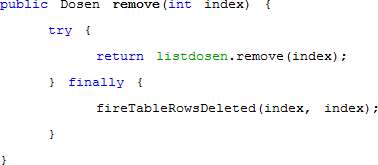 public Dosen remove(int index) {
try {
return listdosen.remove(index);
} finally {
fireTableRowsDeleted(index, index);
}
}